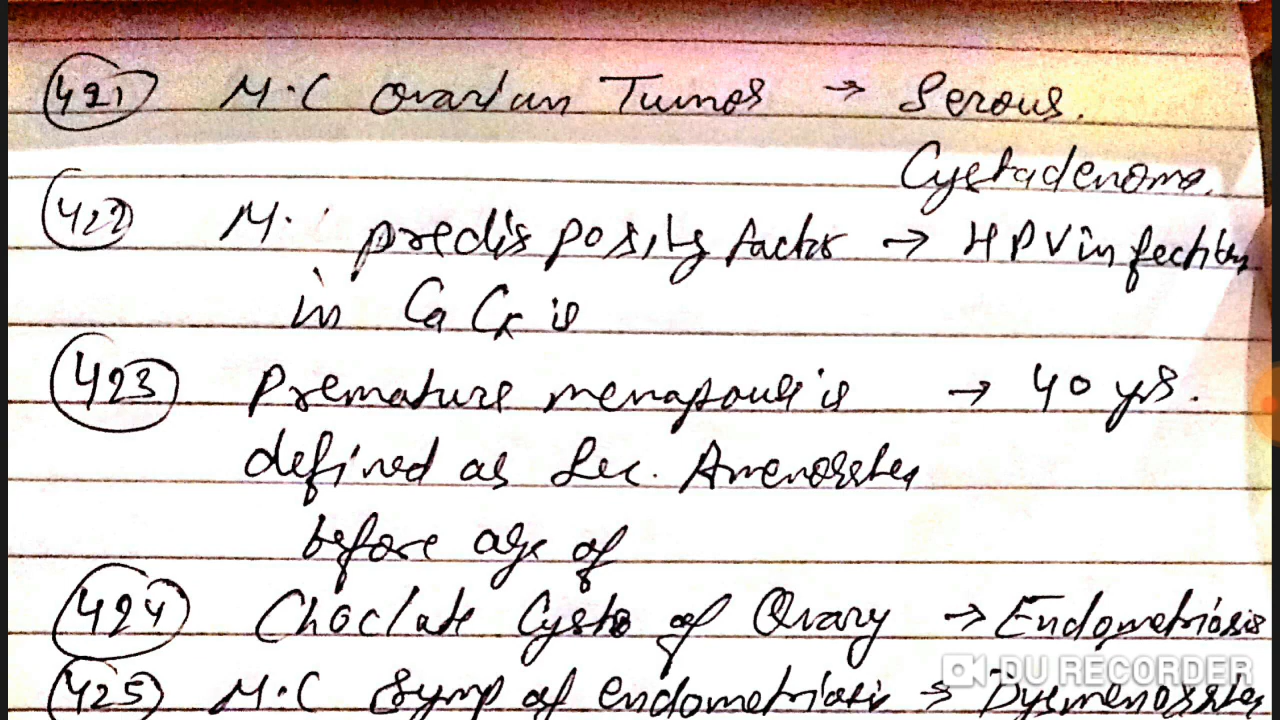 421 M.C Ovarian Tumor → Serous.
Cystadenoma.
422 M. predisposing factor → HPV infection
in Ca Cx is
423 Premature menapause is → 40 yrs.
defined as Sec. Amenorrhea
before age of
424 Choclate Cysts of Ovary → Endometriosis
425 M.C Symp of endometriosis → Dysmenorrhea
DU RECORDER